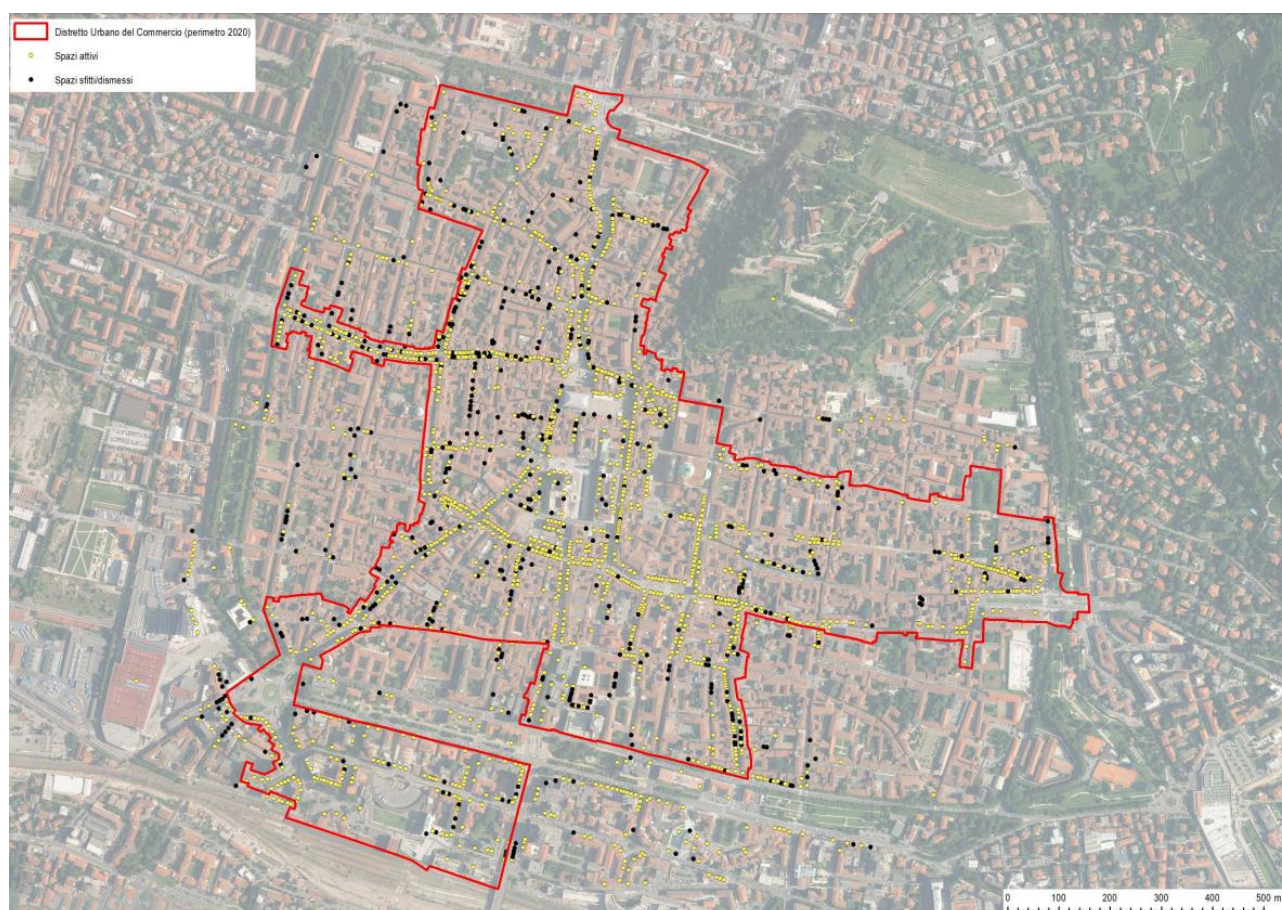 Distretto Urbano del Commercio (perimetro 2020)
Spazi attivi
Spazi sfitti/dismessi
0 100 200 300 400 500 m